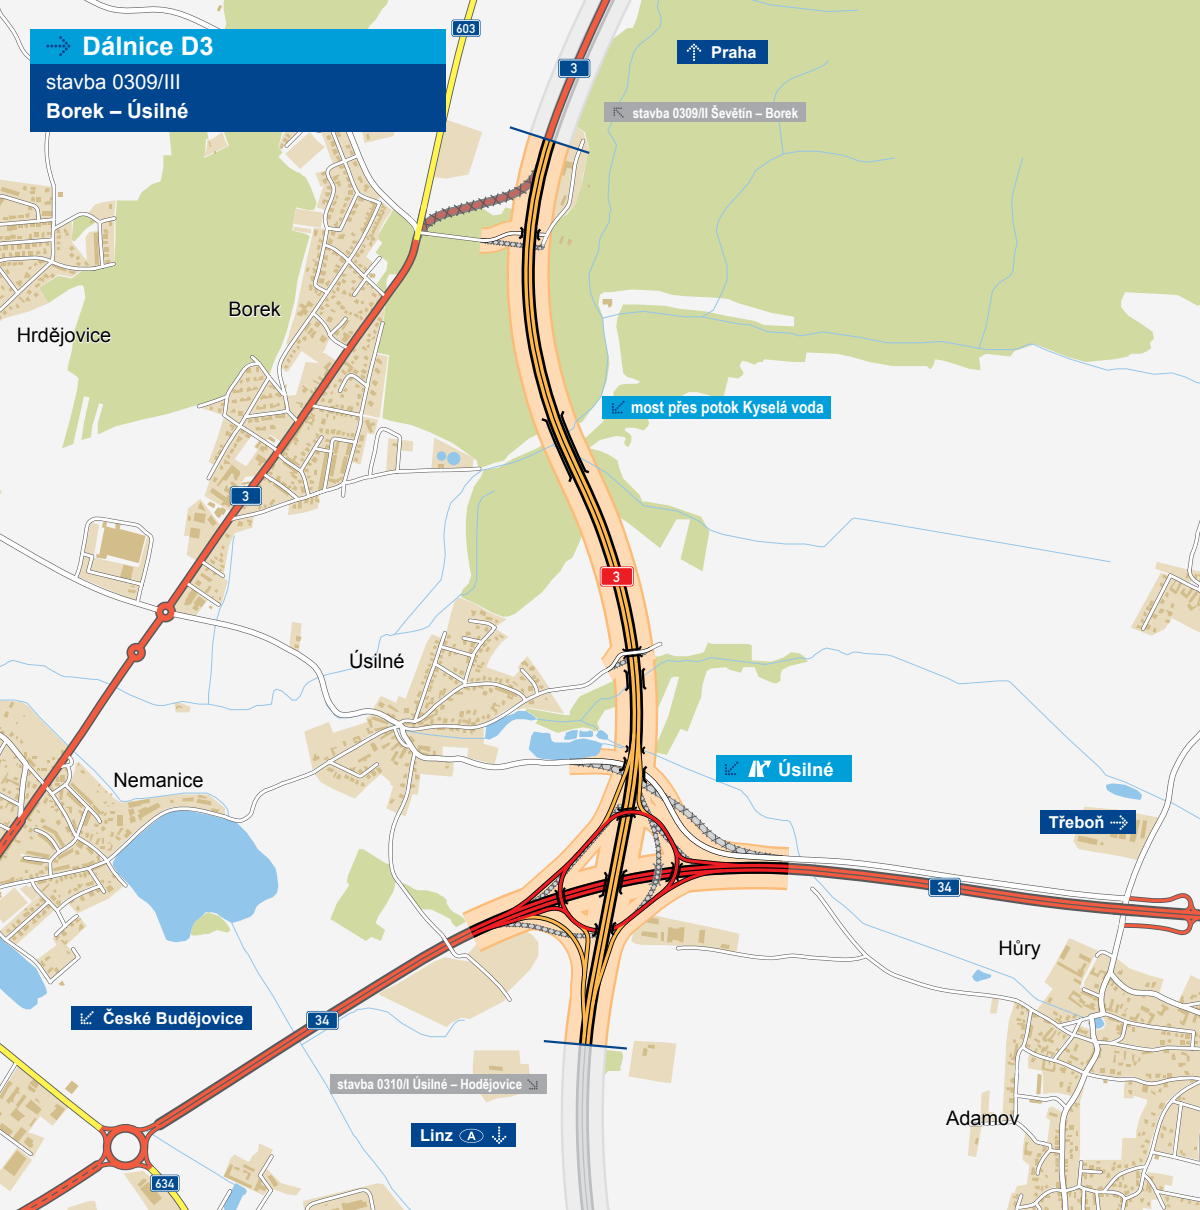 Dálnice D3
stavba 0309/III
Borek – Úsilné
603
3
Praha
stavba 0309/II Ševětín – Borek
Borek
Hrdějovice
most přes potok Kyselá voda
3
3
Úsilné
Nemanice
Úsilné
Třeboň
34
Hůry
České Budějovice
34
stavba 0310/I Úsilné – Hodějovice
Adamov
Linz A
634